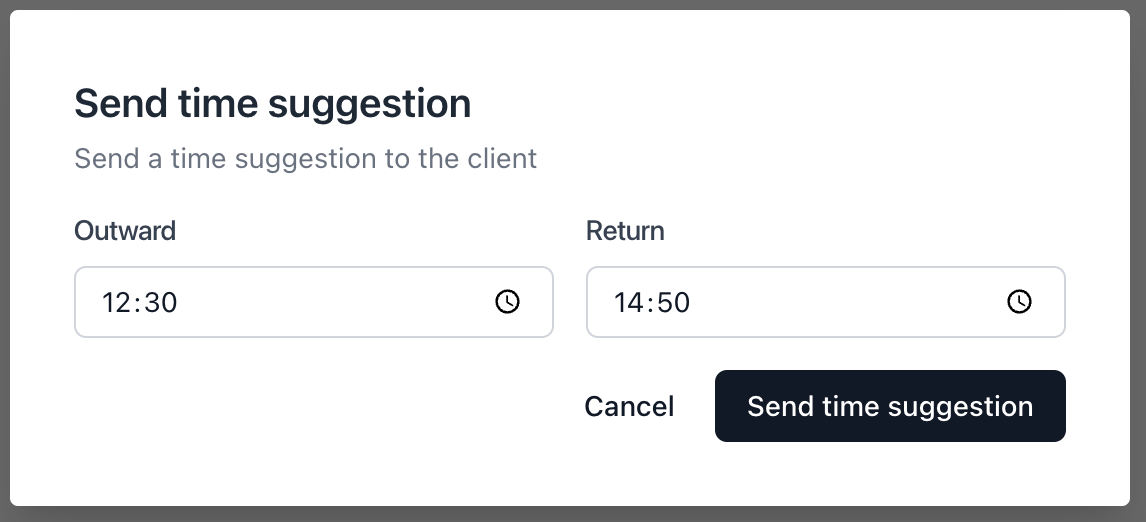 Send time suggestion
Send a time suggestion to the client
Outward Return
12:30 14:50
Cancel Send time suggestion